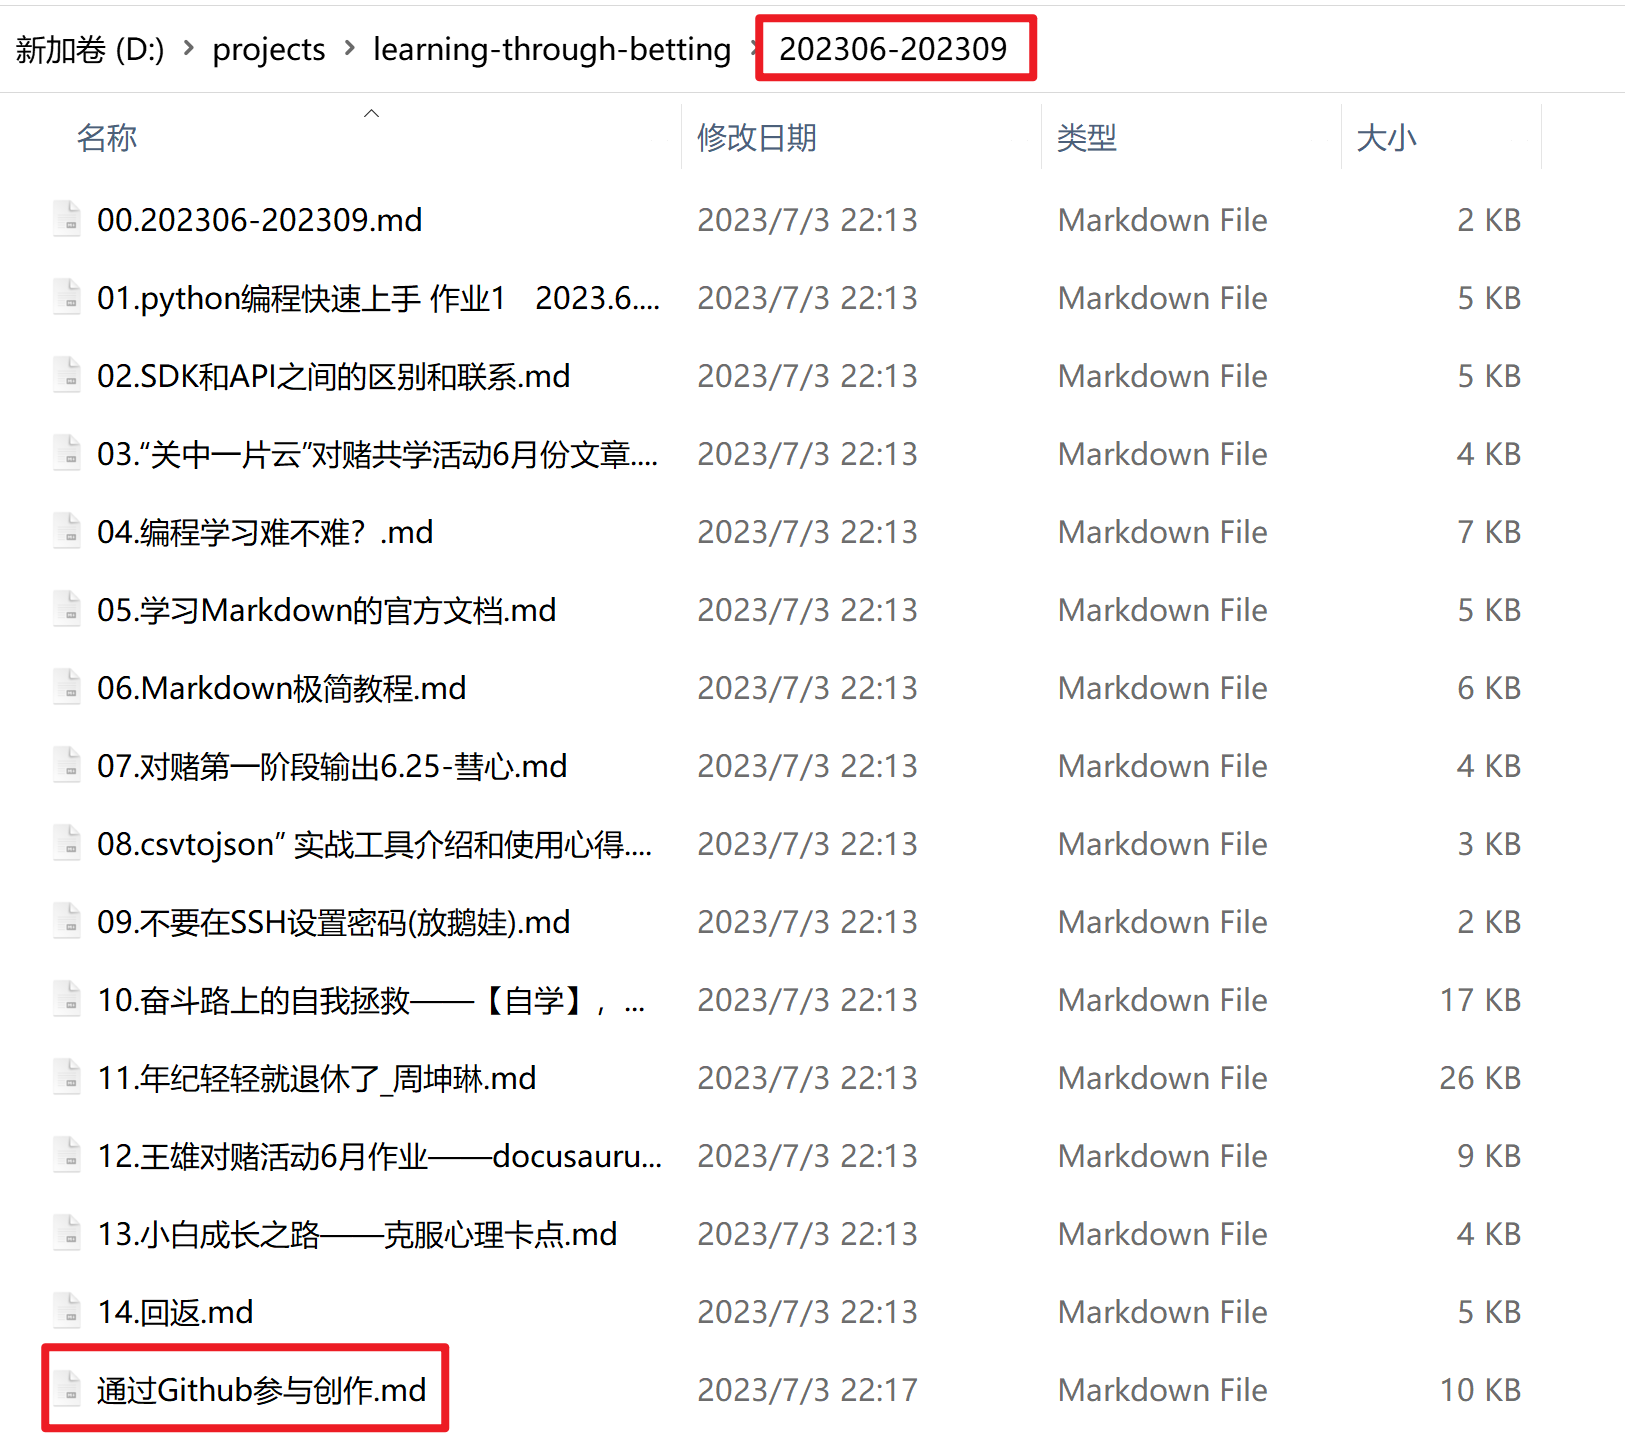 新加卷 (D:) > projects > learning-through-betting > 202306-202309
名称 修改日期 类型 大小
00.202306-202309.md 2023/7/3 22:13 Markdown File 2 KB
01.python编程快速上手 作业1 2023.6.... 2023/7/3 22:13 Markdown File 5 KB
02.SDK和API之间的区别和联系.md 2023/7/3 22:13 Markdown File 5 KB
03.“关中一片云”对赌共学活动6月份文章.... 2023/7/3 22:13 Markdown File 4 KB
04.编程学习难不难？.md 2023/7/3 22:13 Markdown File 7 KB
05.学习Markdown的官方文档.md 2023/7/3 22:13 Markdown File 5 KB
06.Markdown极简教程.md 2023/7/3 22:13 Markdown File 6 KB
07.对赌第一阶段输出6.25-彗心.md 2023/7/3 22:13 Markdown File 4 KB
08.csvtojson” 实战工具介绍和使用心得.... 2023/7/3 22:13 Markdown File 3 KB
09.不要在SSH设置密码(放鹅娃).md 2023/7/3 22:13 Markdown File 2 KB
10.奋斗路上的自我拯救——【自学】，... 2023/7/3 22:13 Markdown File 17 KB
11.年纪轻轻就退休了_周坤琳.md 2023/7/3 22:13 Markdown File 26 KB
12.王雄对赌活动6月作业——docusauru... 2023/7/3 22:13 Markdown File 9 KB
13.小白成长之路——克服心理卡点.md 2023/7/3 22:13 Markdown File 4 KB
14.回返.md 2023/7/3 22:13 Markdown File 5 KB
通过Github参与创作.md 2023/7/3 22:17 Markdown File 10 KB